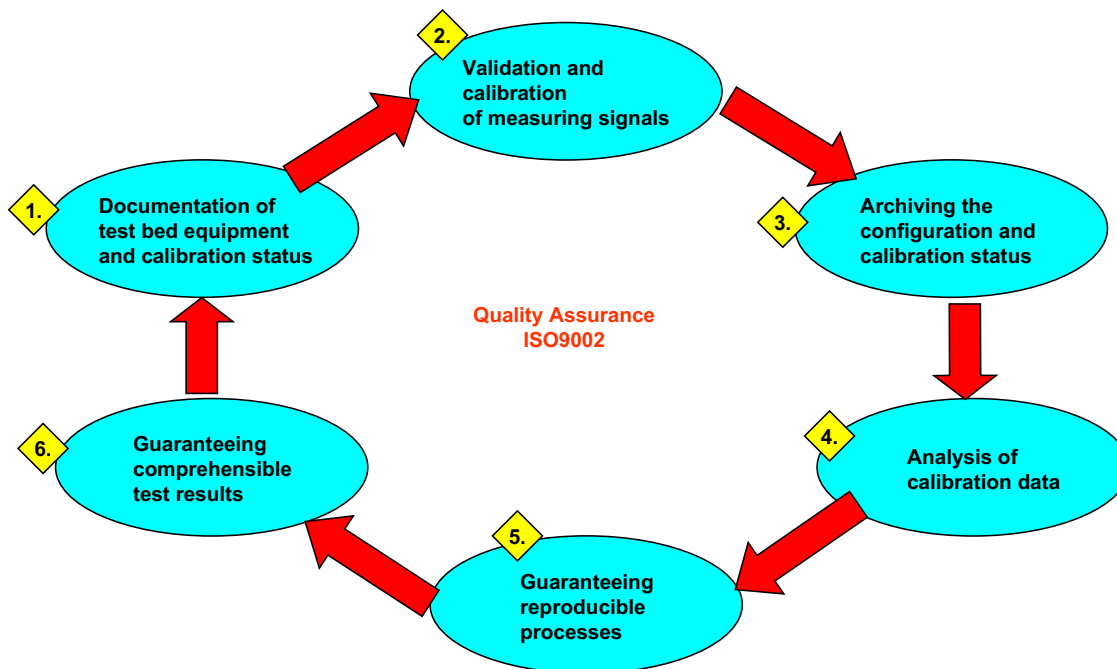 1.
Documentation of
test bed equipment
and calibration status
2.
Validation and
calibration
of measuring signals
3.
Archiving the
configuration and
calibration status
4.
Analysis of
calibration data
5.
Guaranteeing
reproducible
processes
6.
Guaranteeing
comprehensible
test results
Quality Assurance
ISO9002